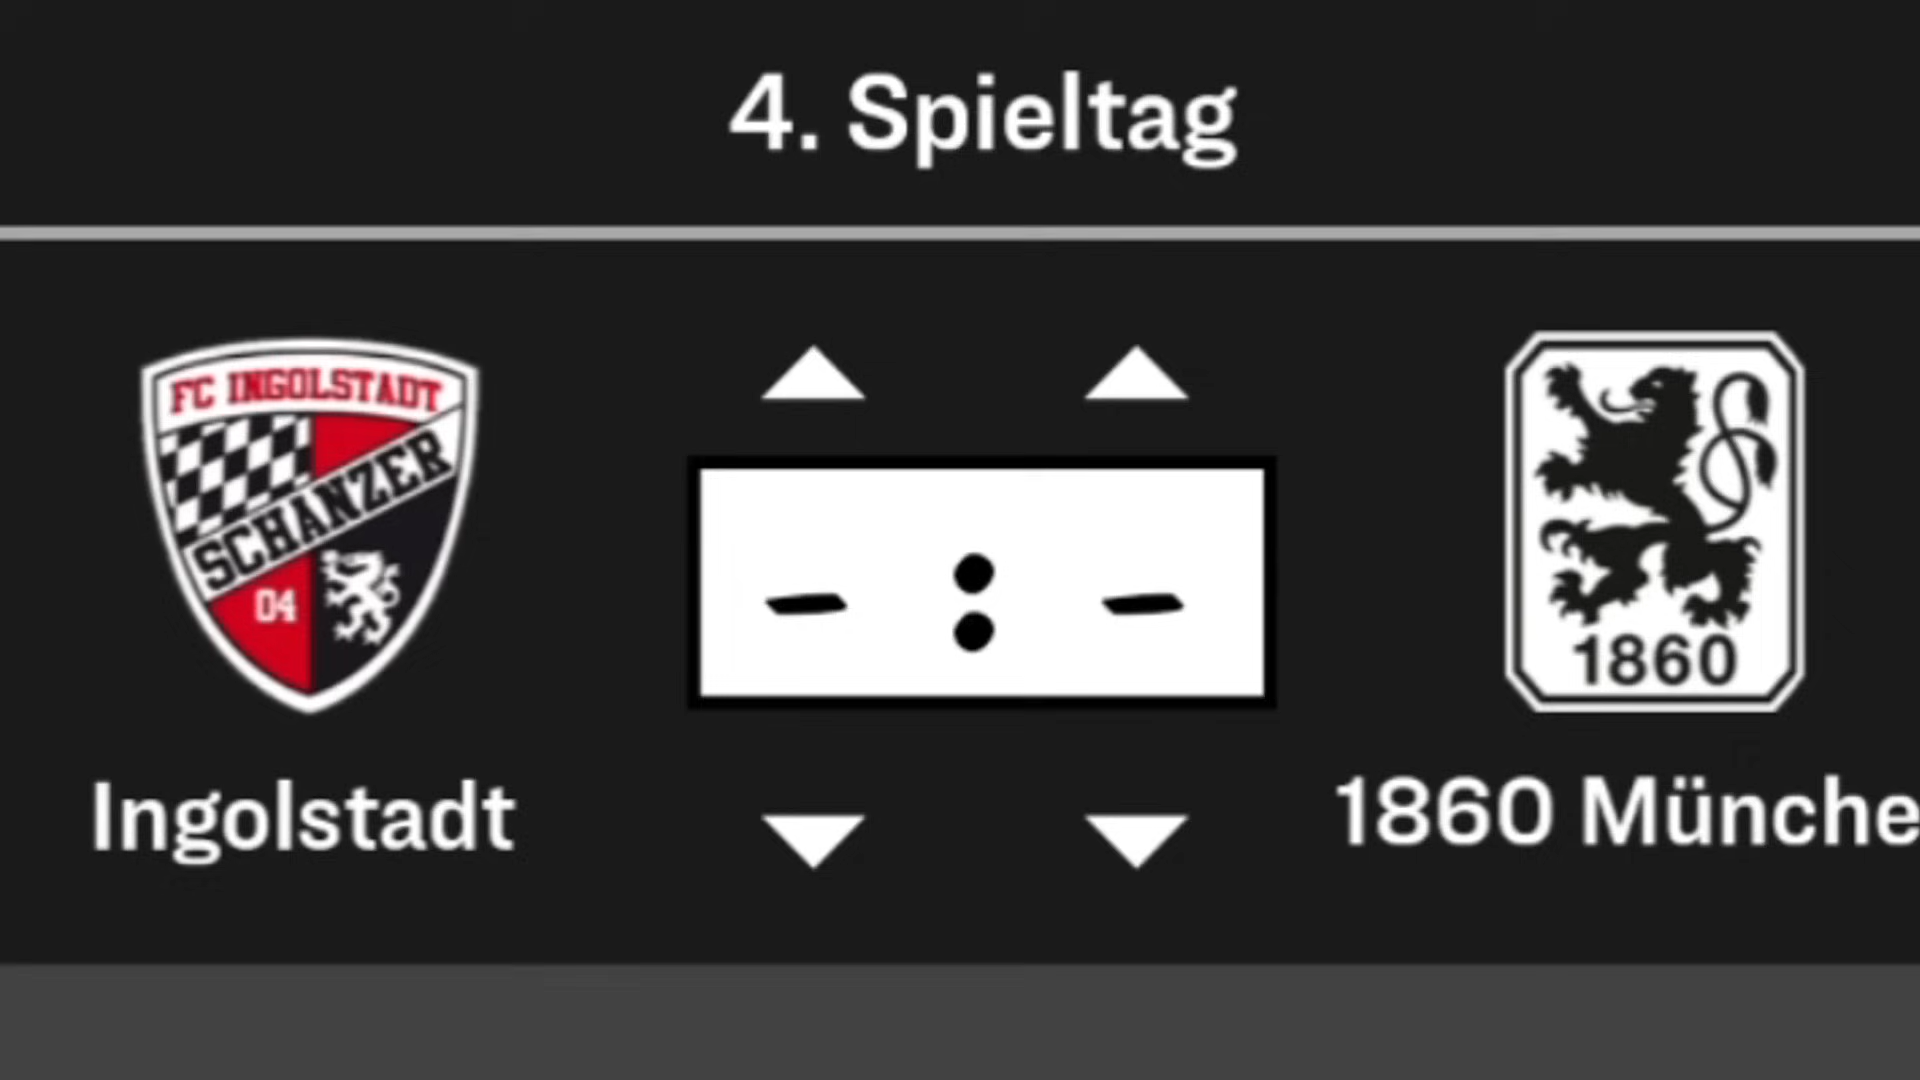 4. Spieltag
FC INGOLSTADT
SCHANZER
04
- : -
1860
Ingolstadt
1860 Münche